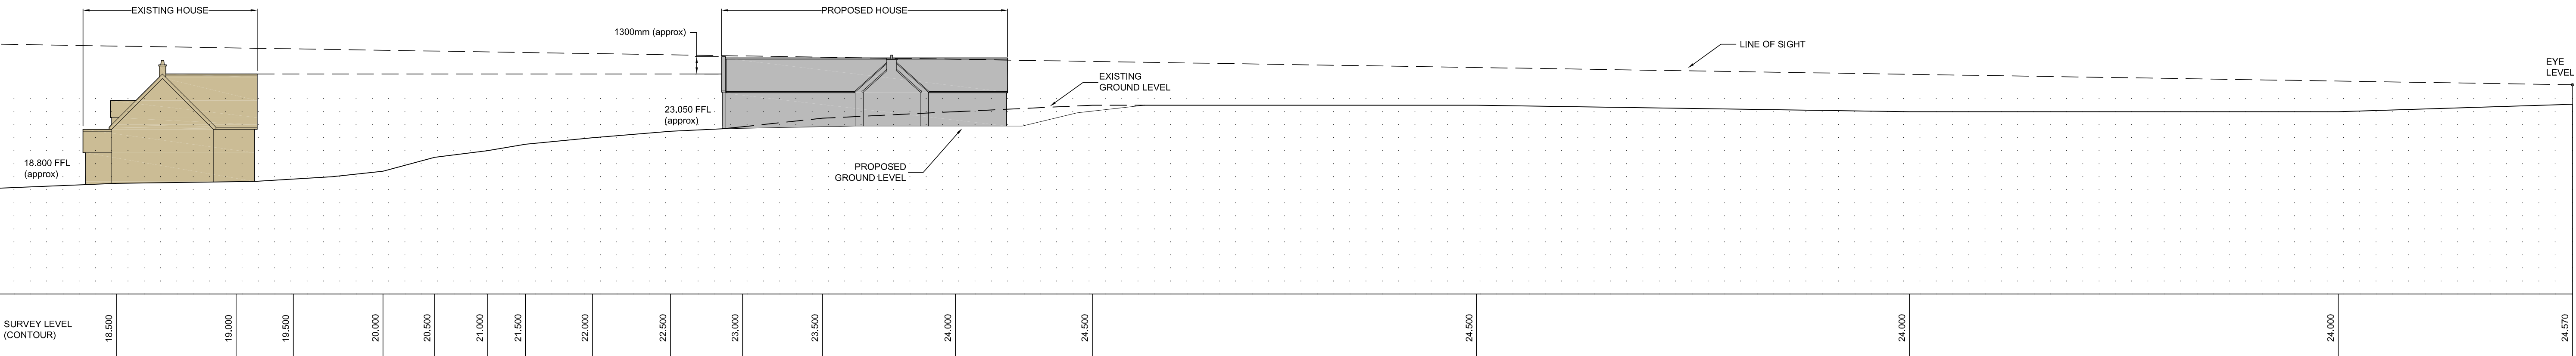 EXISTING HOUSE
PROPOSED HOUSE
1300mm (approx)
LINE OF SIGHT
EYE
LEVEL
EXISTING
GROUND LEVEL
23,050 FFL
(approx)
18,800 FFL
(approx)
PROPOSED
GROUND LEVEL
SURVEY LEVEL
(CONTOUR)
18.500
19.000
19.500
20.000
20.500
21.000
21.500
22.000
22.500
23.000
23.500
24.000
24.500
24.500
24.000
24.000
24.570